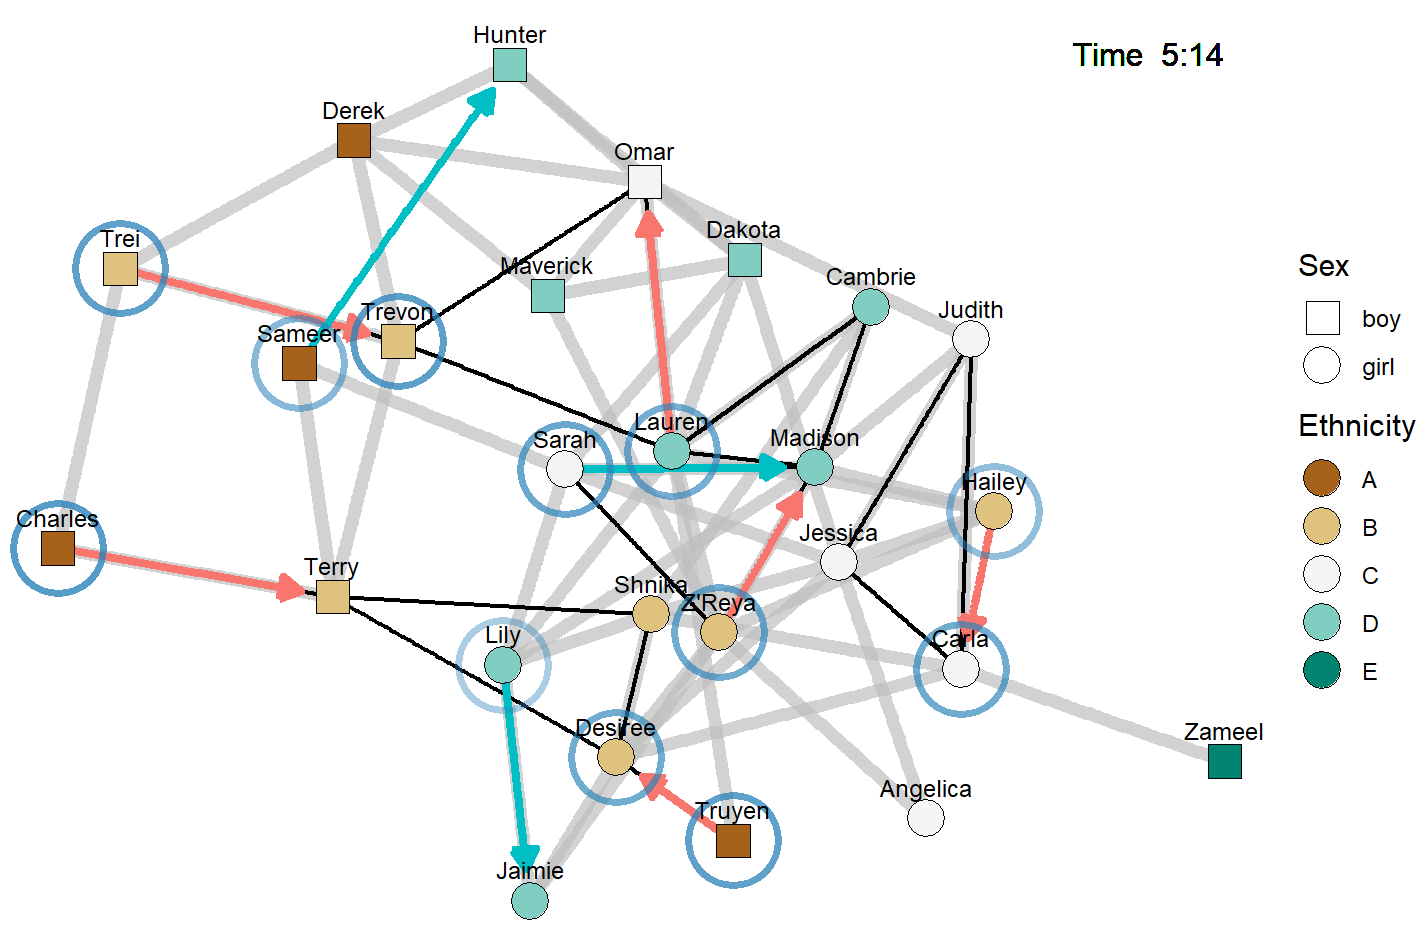 Hunter
Time  5:14
Derek
Omar
Dakota
Trei
Maverick
Cambrie
Judith
Trevon
Sameer
Lauren
Sarah
Madison
Hailey
Charles
Jessica
Terry
Shnika
Z'Reya
Lily
Carla
Desiree
Zameel
Angelica
Truyen
Jaimie
Sex
boy
girl
Ethnicity
A
B
C
D
E